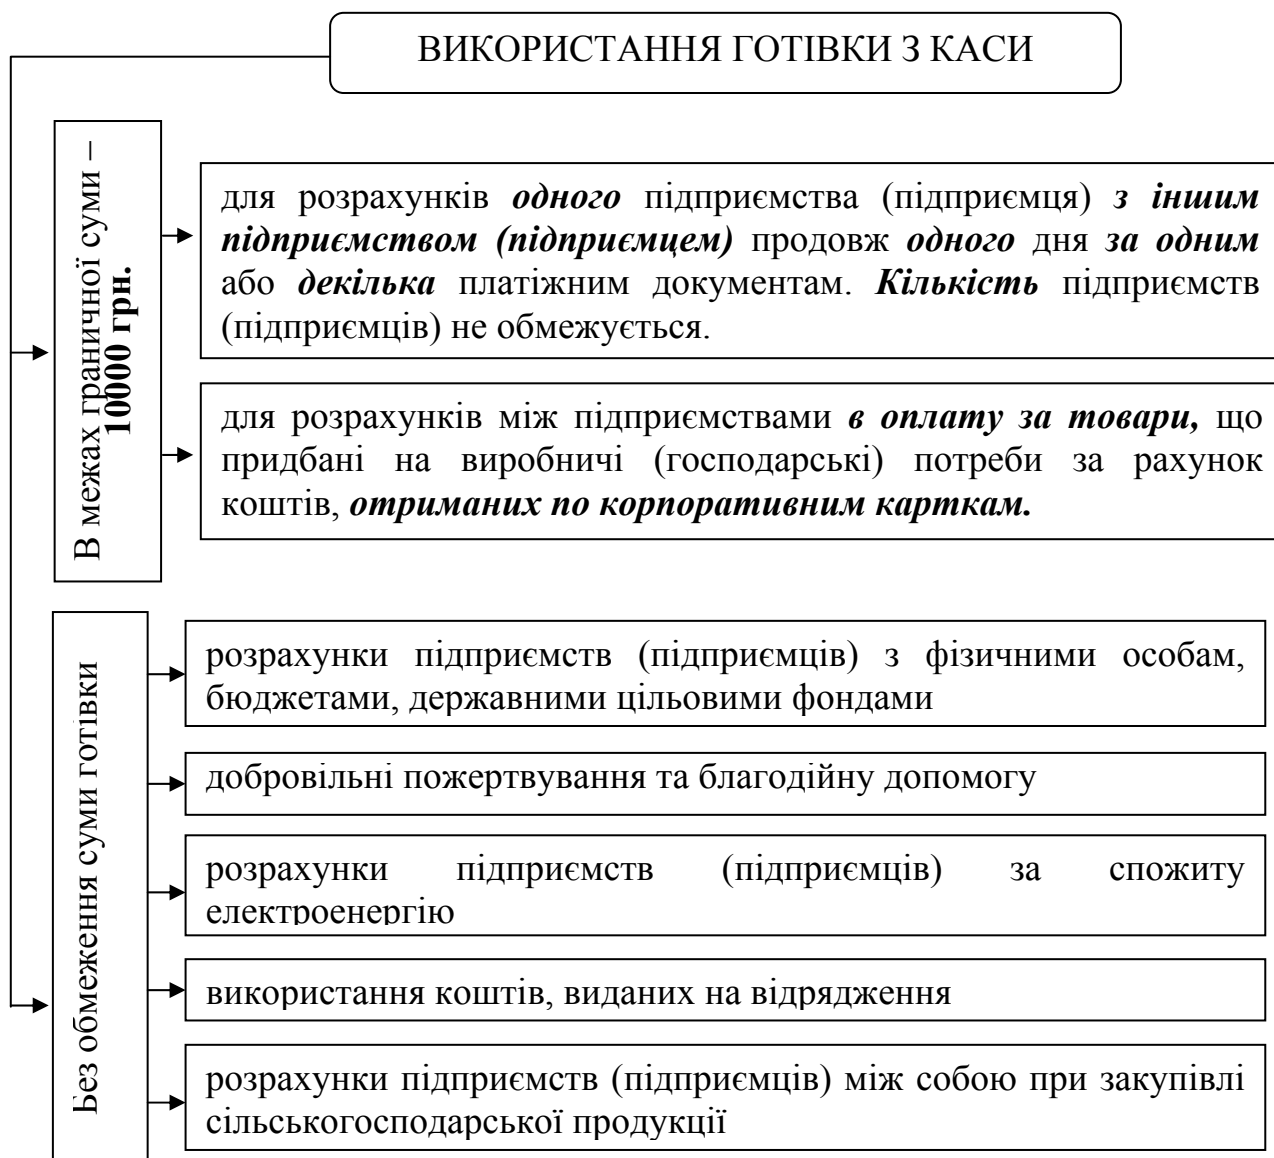 ВИКОРИСТАННЯ ГОТІВКИ З КАСИ
В межах граничної суми –
10000 грн.
для розрахунків одного підприємства (підприємця) з іншим
підприємством (підприємцем) продовж одного дня за одним
або декілька платіжним документам. Кількість підприємств
(підприємців) не обмежується.
для розрахунків між підприємствами в оплату за товари, що
придбані на виробничі (господарські) потреби за рахунок
коштів, отриманих по корпоративним карткам.
Без обмеження суми готівки
розрахунки підприємств (підприємців) з фізичними особам,
бюджетами, державними цільовими фондами
добровільні пожертвування та благодійну допомогу
розрахунки підприємств (підприємців) за спожиту
електроенергію
використання коштів, виданих на відрядження
розрахунки підприємств (підприємців) між собою при закупівлі
сільськогосподарської продукції